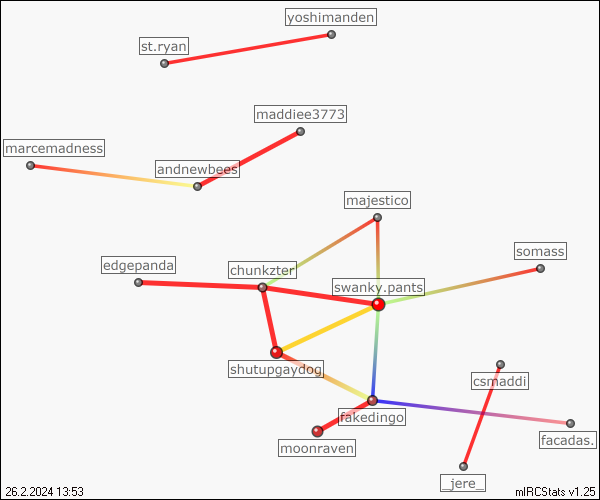 yoshimanden
st.ryan
maddiee3773
marcemadness
andnewbees
majestico
somass
edgepanda
chunkzter
swanky.pants
shutupgaydog
csmaddi
fakedingo
facadas.
moonraven
_jere_
26.2.2024 13:53
mIRCStats v1.25